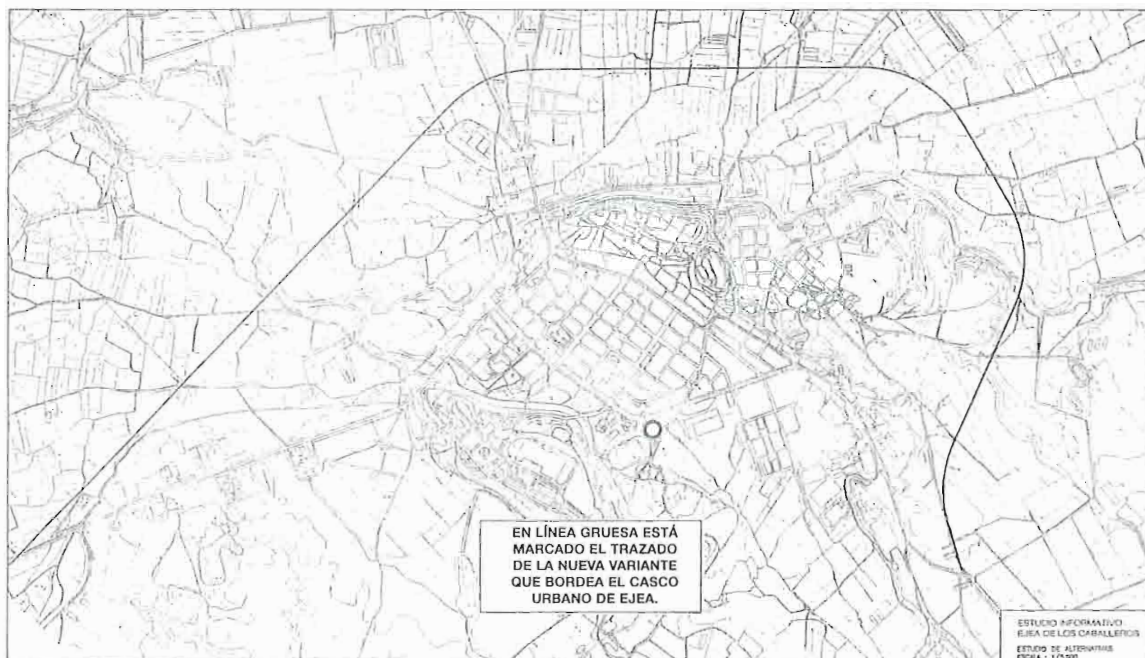 EN LÍNEA GRUESA ESTÁ
MARCADO EL TRAZADO
DE LA NUEVA VARIANTE
QUE BORDEA EL CASCO
URBANO DE EJEA.
ESTUDIO INFORMATIVO
EJEA DE LOS CABALLEROS
ESTUDIO DE ALTERNATIVAS